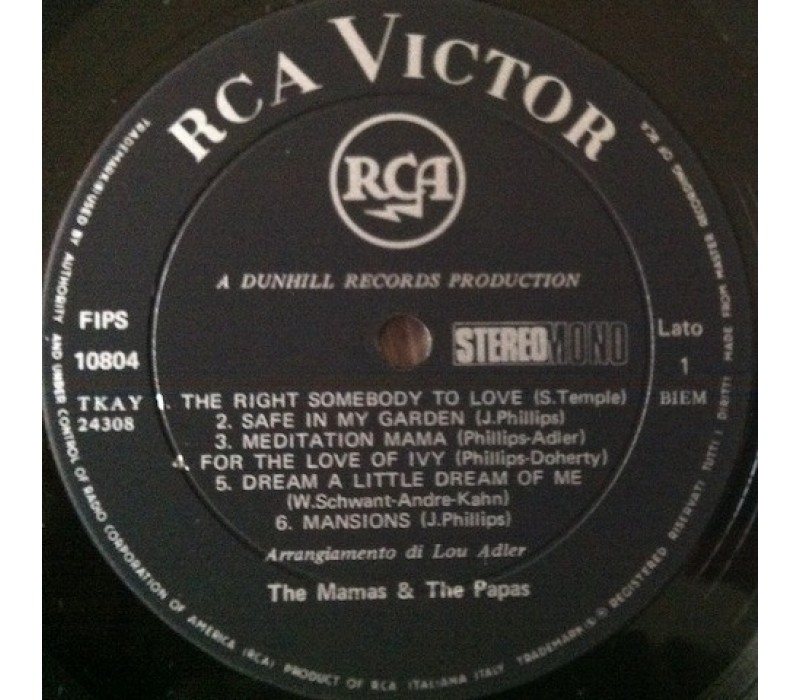 RCA VICTOR
RCA
A DUNHILL RECORDS PRODUCTION
FIPS
10804
STEREO MONO
Lato
1
TKAY
24308
BIEM
1. THE RIGHT SOMEBODY TO LOVE (S.Temple)
2. SAFE IN MY GARDEN (J.Phillips)
3. MEDITATION MAMA (Phillips-Adler)
4. FOR THE LOVE OF IVY (Phillips-Doherty)
5. DREAM A LITTLE DREAM OF ME
(W.Schwant-Andre-Kahn)
6. MANSIONS (J.Phillips)
Arrangiamento di Lou Adler
The Mamas & The Papas
TRADEMARK(S) USED BY AUTHORITY AND UNDER CONTROL OF RADIO CORPORATION OF AMERICA (RCA) PRODUCT OF RCA ITALIANA ITALY TRADEMARK(S) ® REGISTERED RISERVATI TUTTI I DIRITTI MADE FROM MASTER RECORDING OF RCA